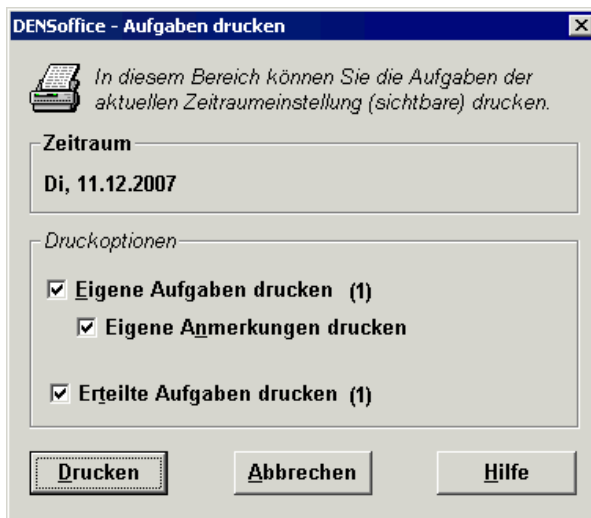 DENSoffice - Aufgaben drucken
In diesem Bereich können Sie die Aufgaben der
aktuellen Zeitraumeinstellung (sichtbare) drucken.
Zeitraum
Di, 11.12.2007
Druckoptionen
Eigene Aufgaben drucken (1)
Eigene Anmerkungen drucken
Erteilte Aufgaben drucken (1)
Drucken Abbrechen Hilfe